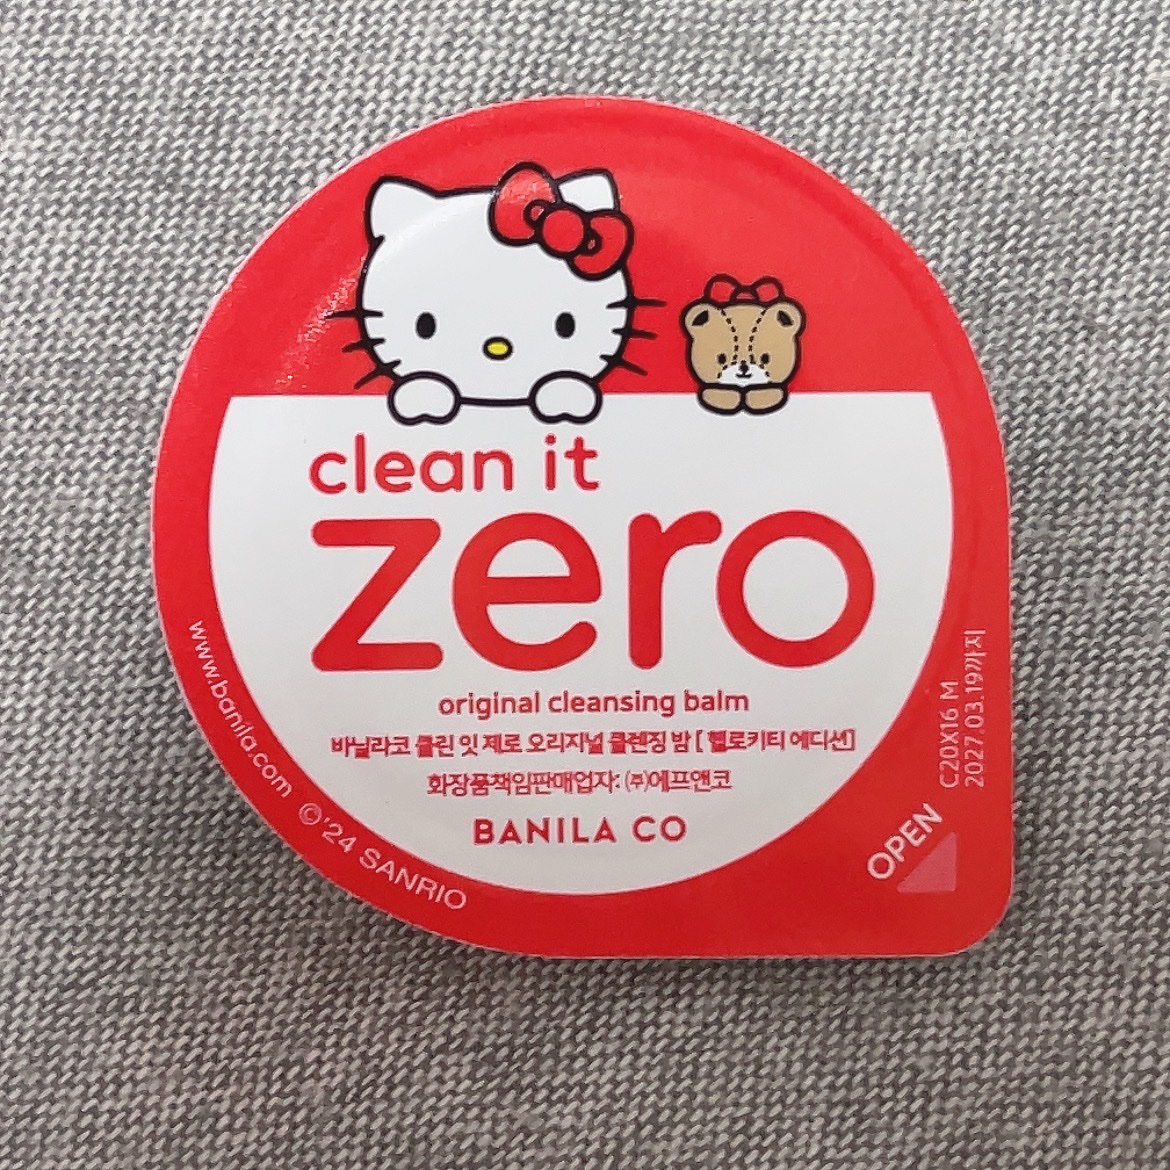 clean it
zero
original cleansing balm
바닐라코 클린 잇 제로 오리지널 클렌징 밤 [ 헬로키티 에디션]
화장품책임판매업자: ㈜에프앤코
BANILA CO
www.banila.com ©'24 SANRIO
OPEN
C20X16 M
2027.03.19까지